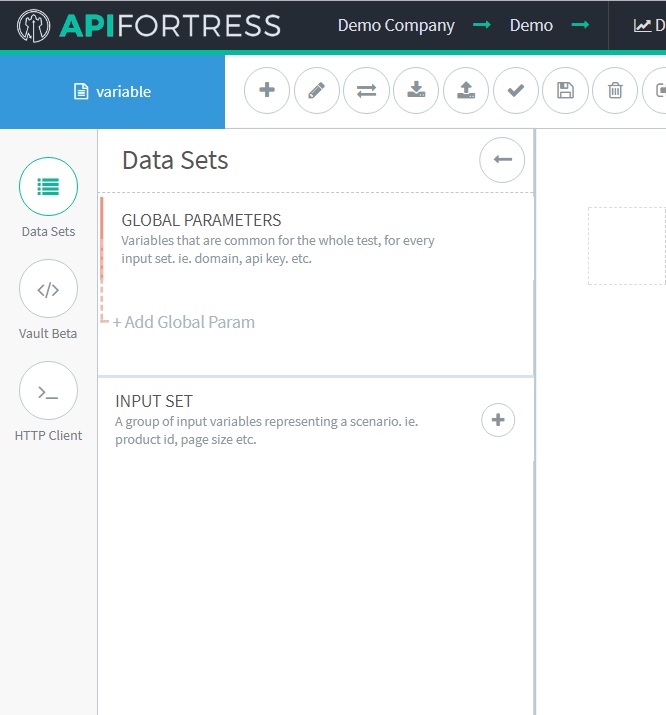 APIFORTRESS
Demo Company
Demo
variable
Data Sets
Data Sets
GLOBAL PARAMETERS
Variables that are common for the whole test, for every
input set. ie. domain, api key. etc.
+ Add Global Param
Vault Beta
HTTP Client
INPUT SET
A group of input variables representing a scenario. ie.
product id, page size etc.